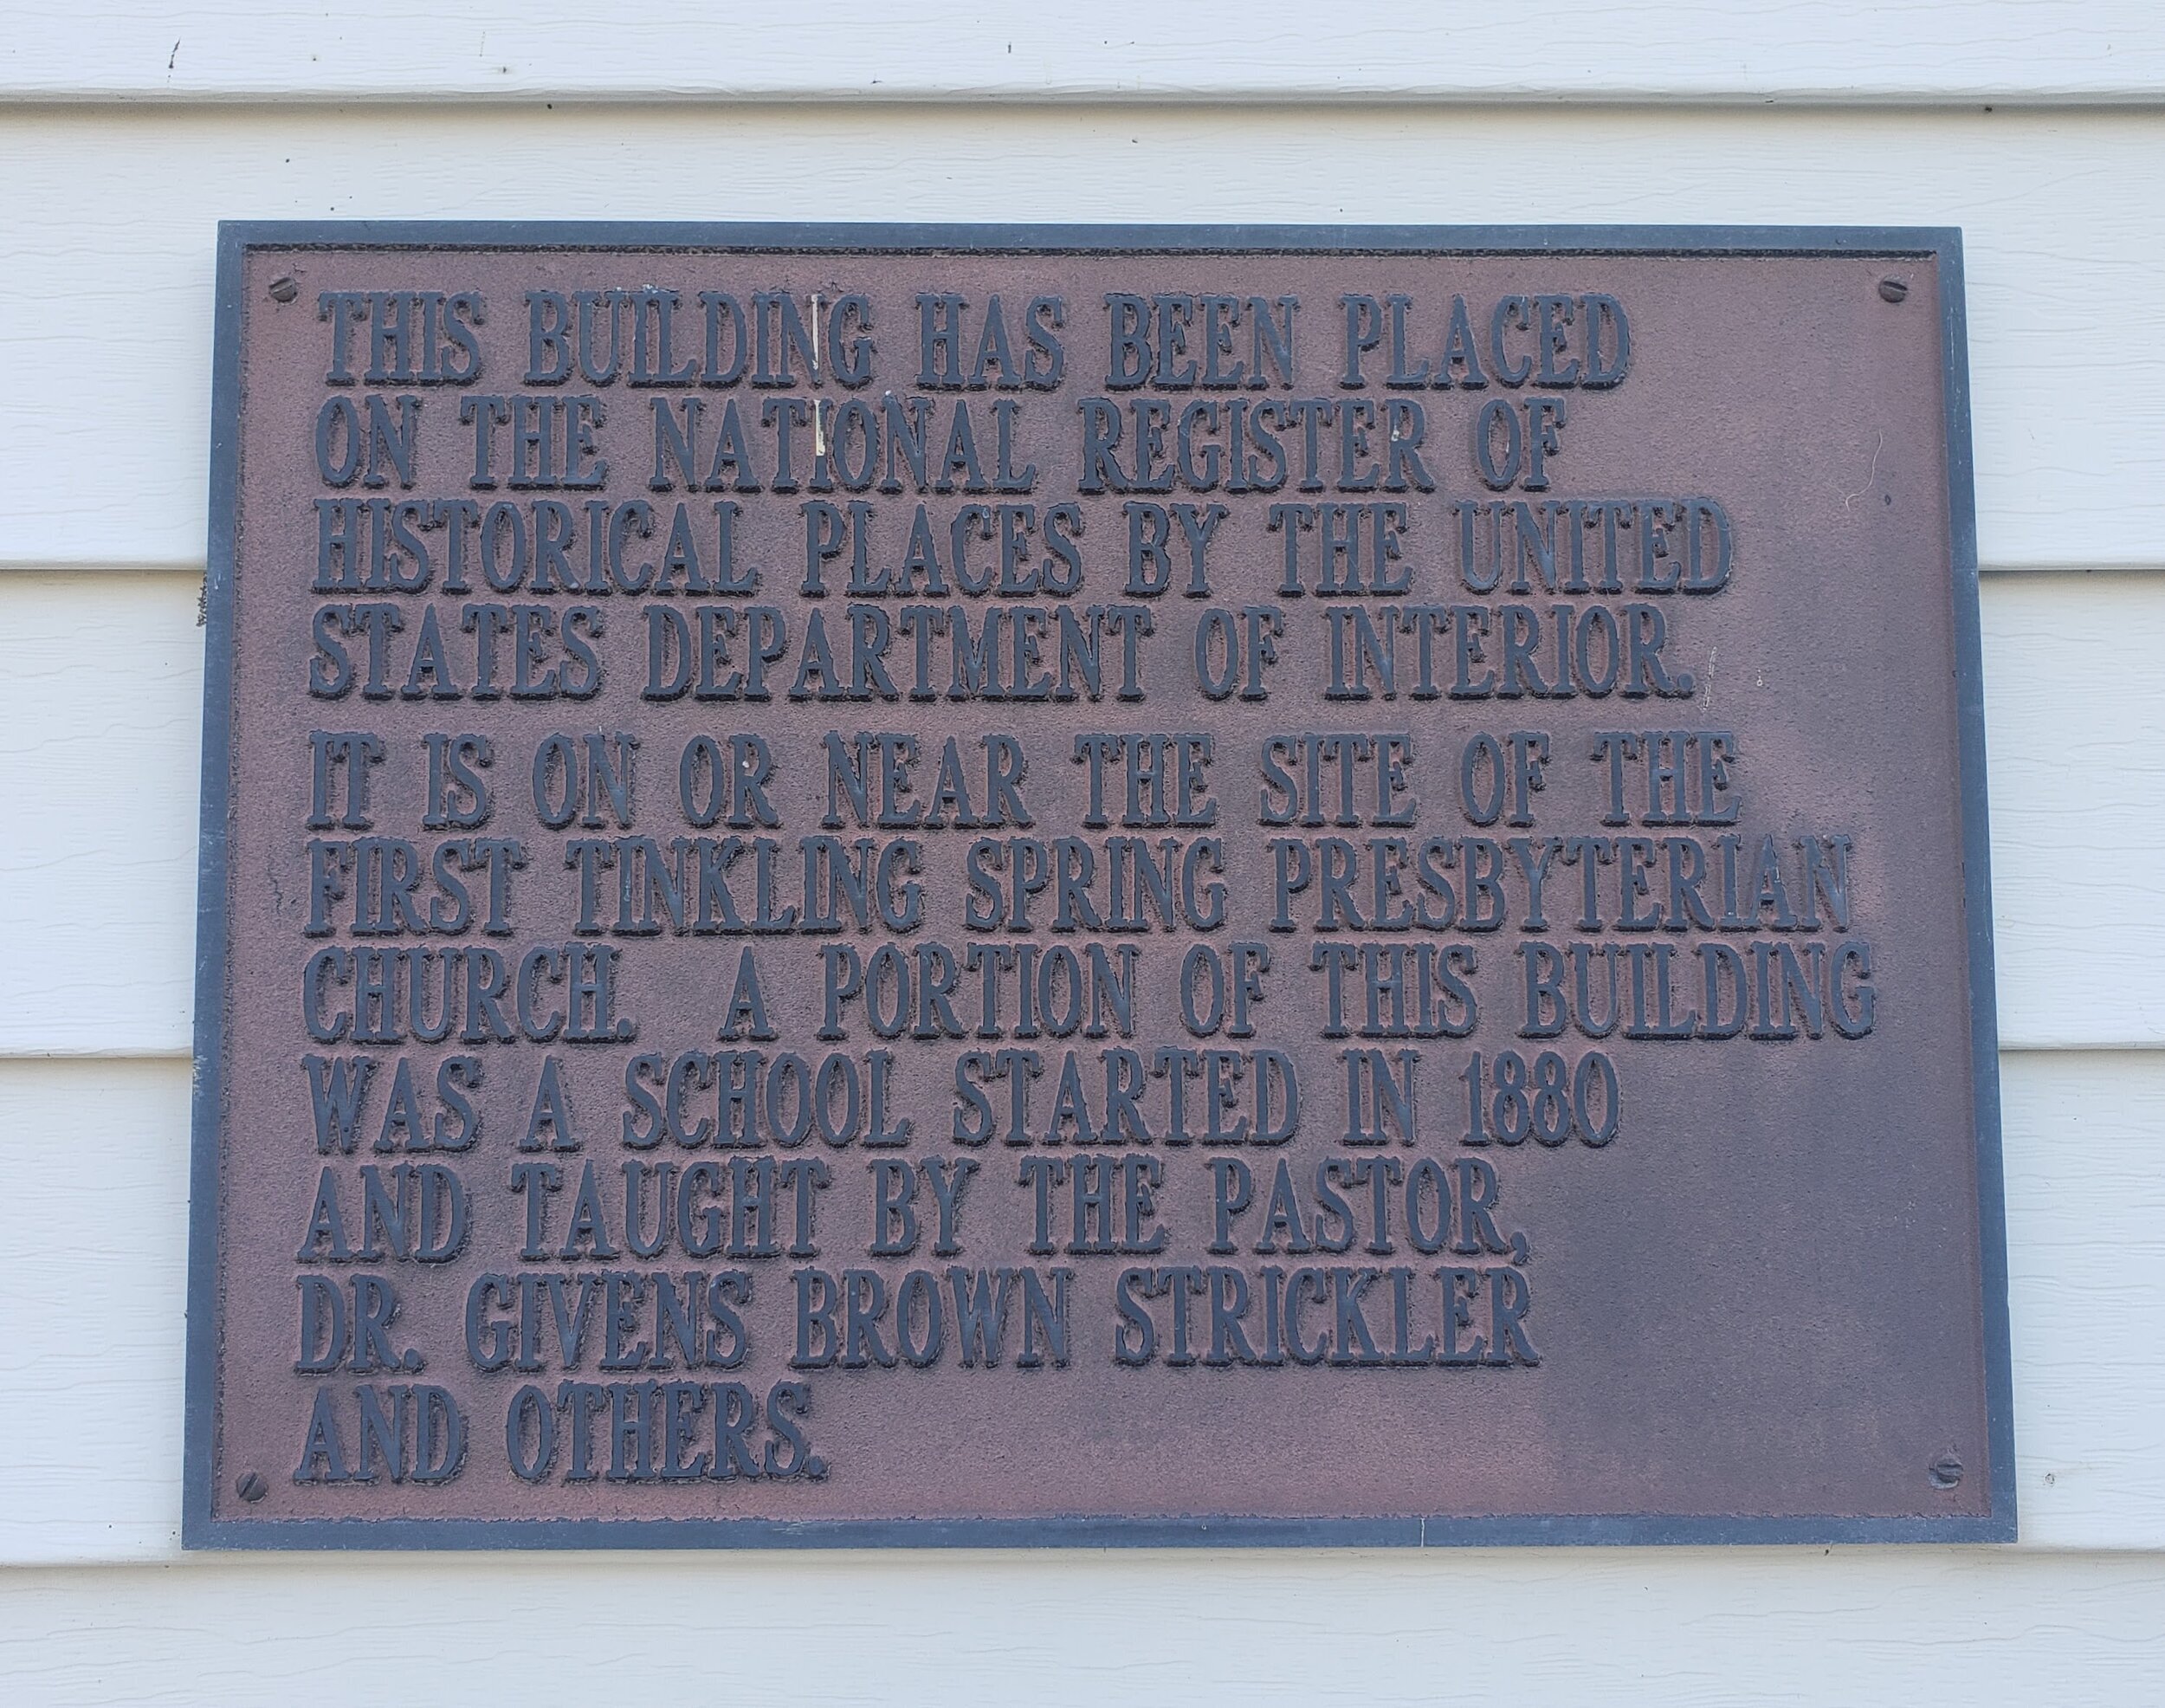 THIS BUILDING HAS BEEN PLACED
ON THE NATIONAL REGISTER OF
HISTORICAL PLACES BY THE UNITED
STATES DEPARTMENT OF INTERIOR.
IT IS ON OR NEAR THE SITE OF THE
FIRST TINKLING SPRING PRESBYTERIAN
CHURCH. A PORTION OF THIS BUILDING
WAS A SCHOOL STARTED IN 1880
AND TAUGHT BY THE PASTOR,
DR. GIVENS BROWN STRICKLER
AND OTHERS.